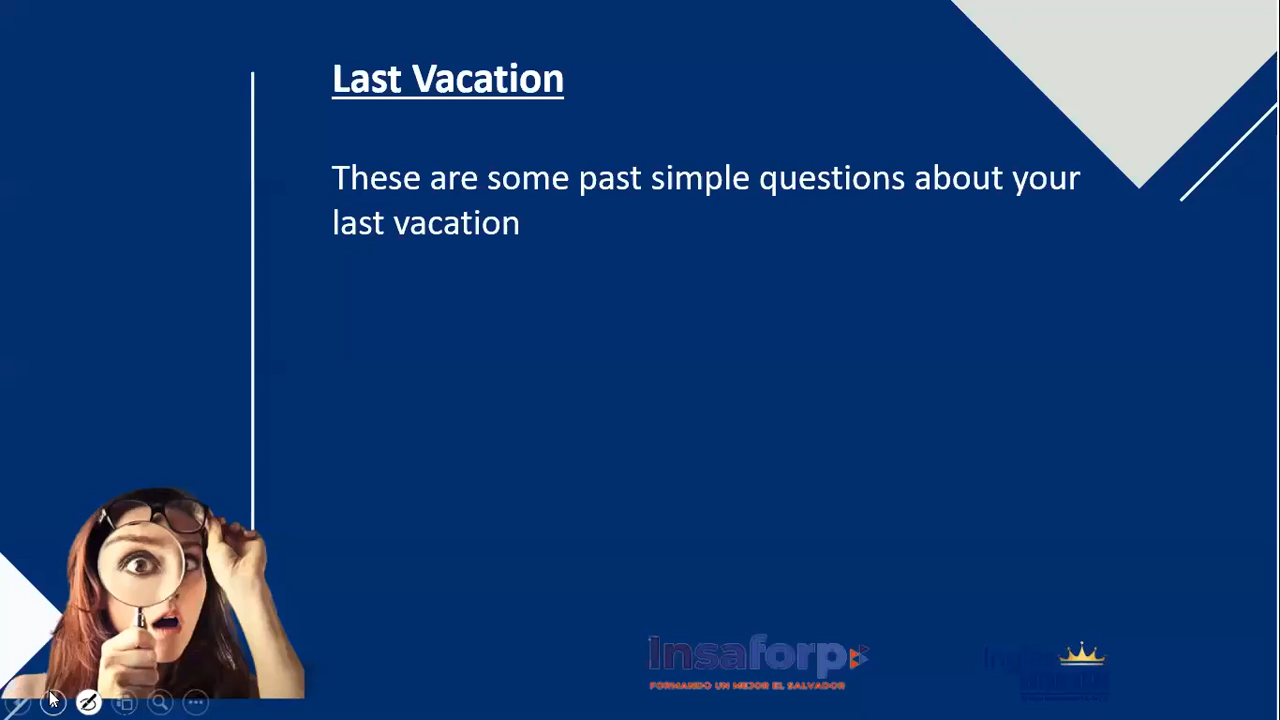 Last Vacation
These are some past simple questions about your
last vacation
Insaforp
FORMANDO UN MEJOR EL SALVADOR